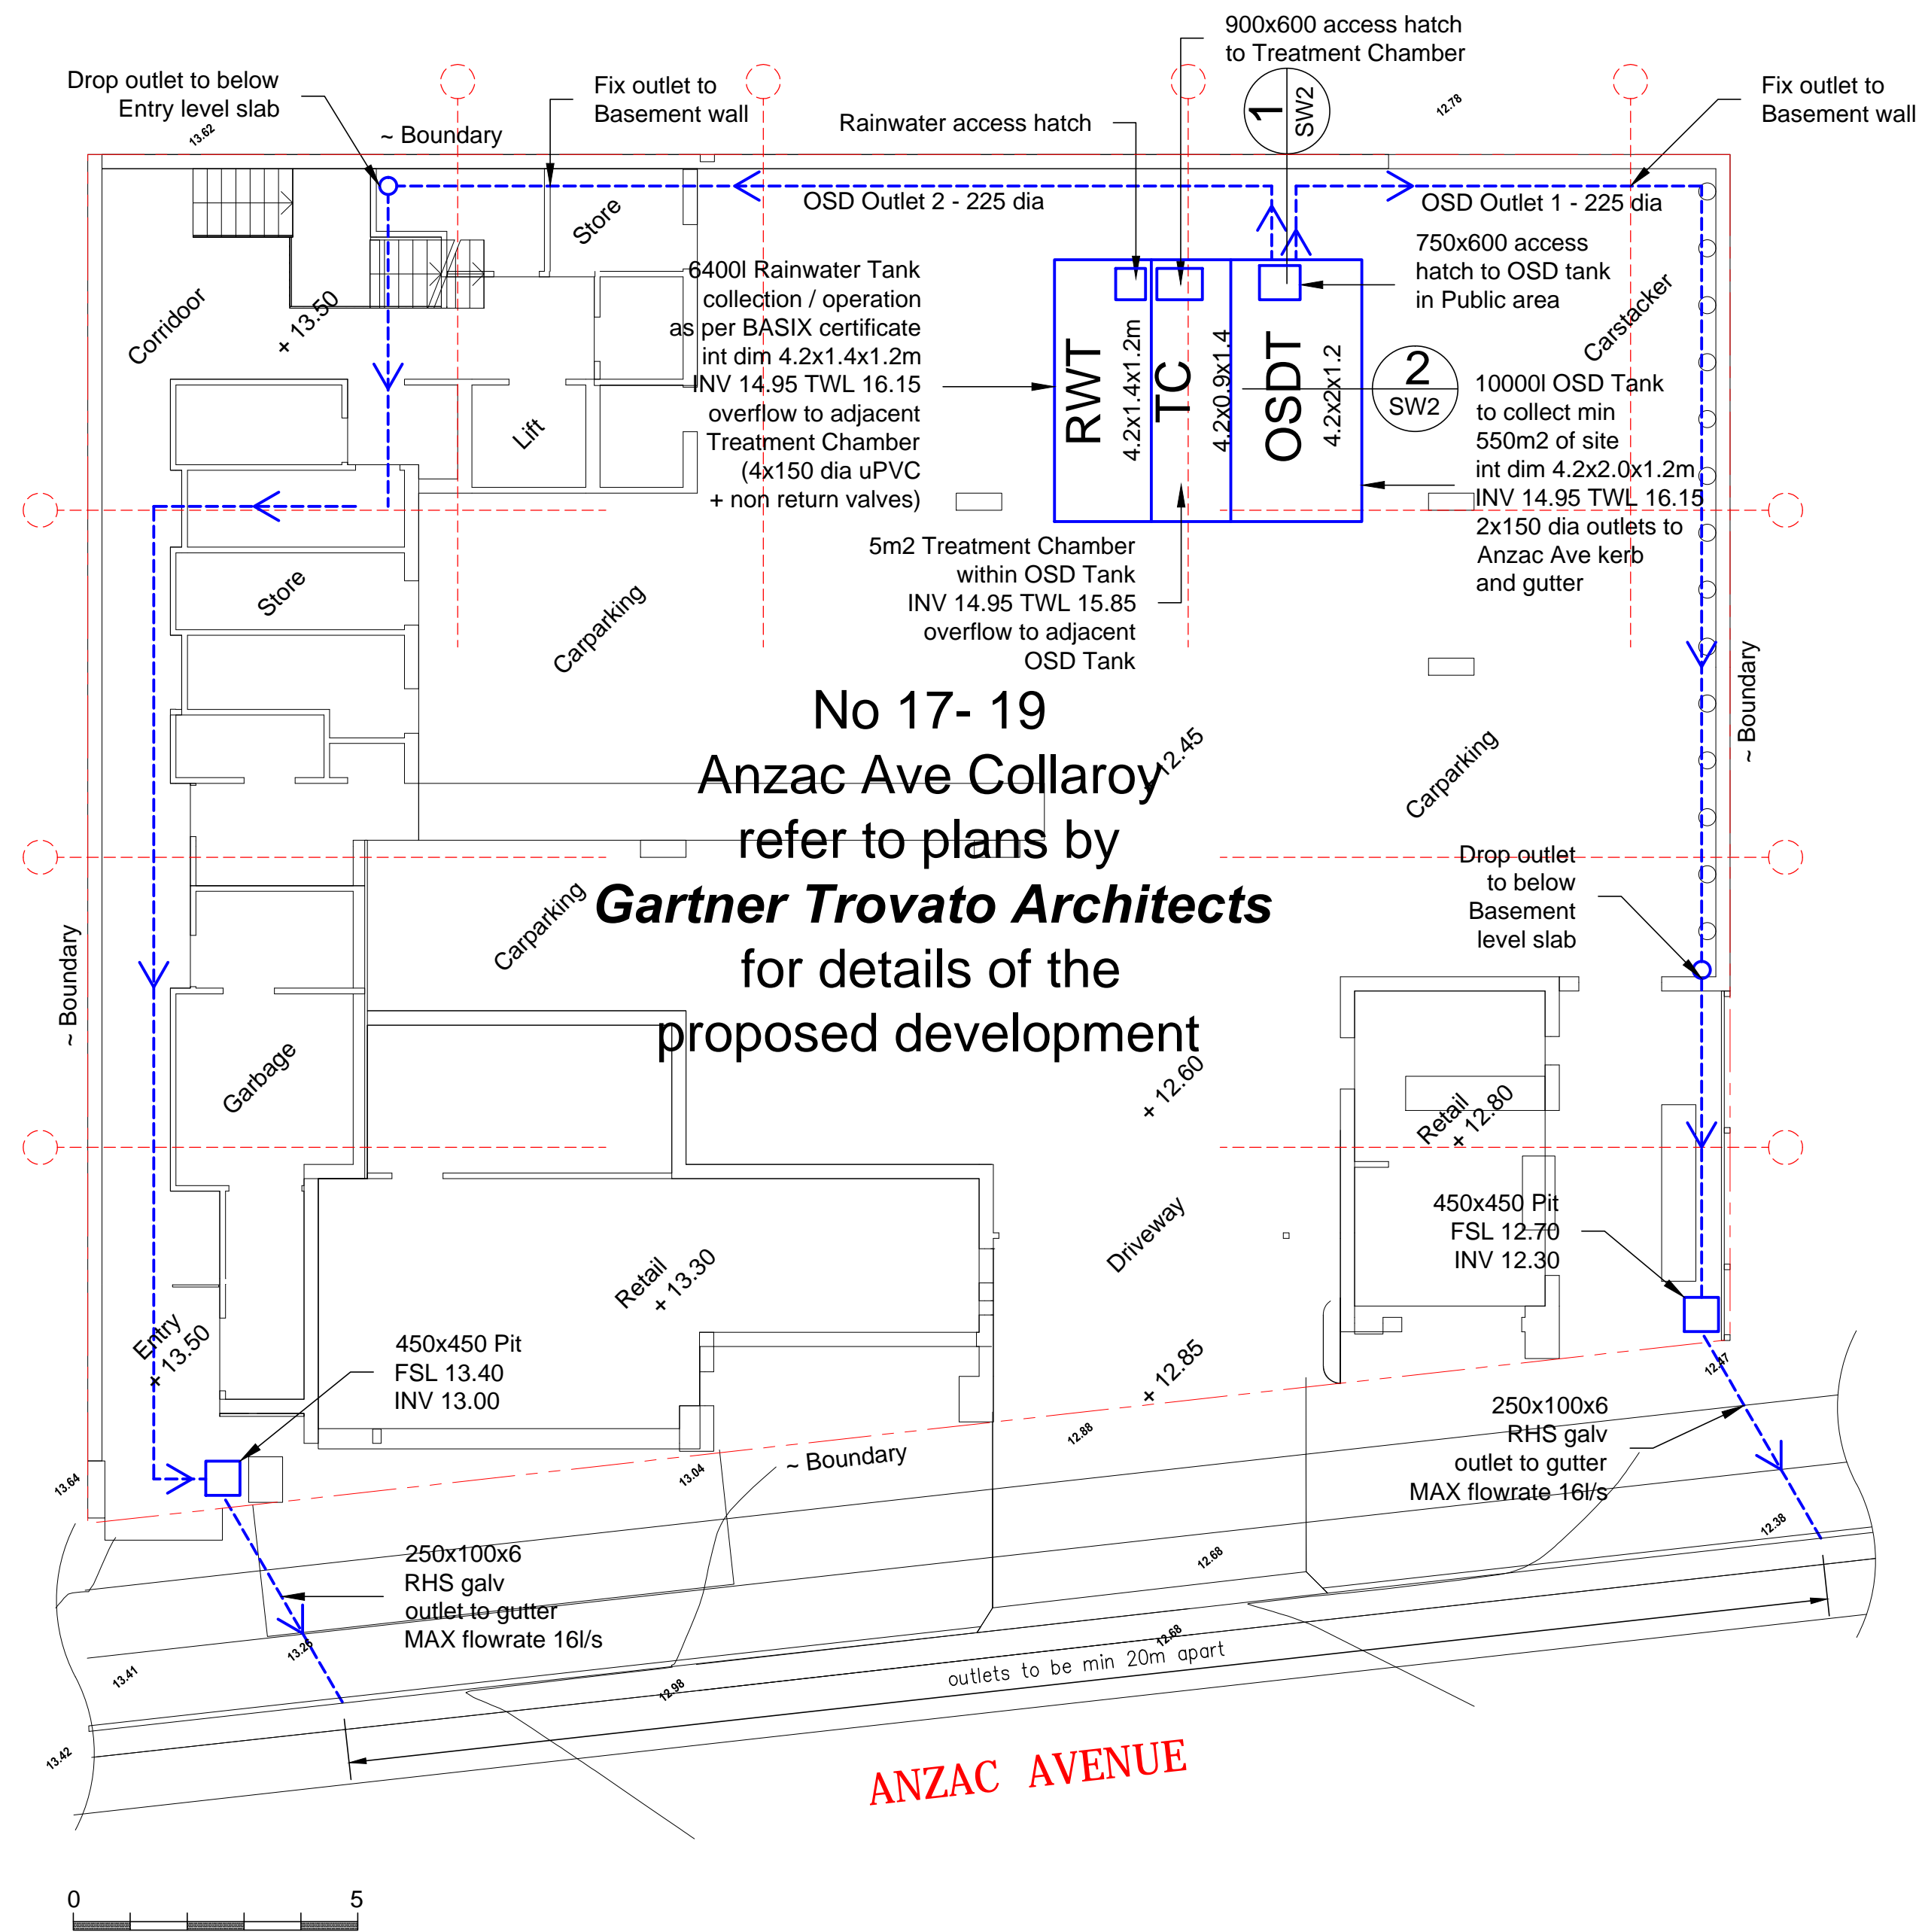 900x600 access hatch
to Treatment Chamber
Drop outlet to below
Entry level slab
Fix outlet to
Basement wall
Fix outlet to
Basement wall
13.62
~ Boundary
Rainwater access hatch
1
SW2
12.78
OSD Outlet 2 - 225 dia
OSD Outlet 1 - 225 dia
Store
Corridoor
+ 13.50
6400l Rainwater Tank
collection / operation
as per BASIX certificate
int dim 4.2x1.4x1.2m
INV 14.95 TWL 16.15
overflow to adjacent
Treatment Chamber
(4x150 dia uPVC
+ non return valves)
RWT
4.2x1.4x1.2m
TC
4.2x0.9x1.4
OSDT
4.2x2x1.2
750x600 access
hatch to OSD tank
in Public area
Carstacker
2
SW2
10000l OSD Tank
to collect min
550m2 of site
int dim 4.2x2.0x1.2m
INV 14.95 TWL 16.15
2x150 dia outlets to
Anzac Ave kerb
and gutter
Lift
5m2 Treatment Chamber
within OSD Tank
INV 14.95 TWL 15.85
overflow to adjacent
OSD Tank
Store
Carparking
~ Boundary
No 17- 19
Anzac Ave Collaroy
refer to plans by
Gartner Trovato Architects
for details of the
proposed development
+ 12.45
Carparking
Carparking
Drop outlet
to below
Basement
level slab
~ Boundary
Garbage
+ 12.60
Retail
+ 12.80
450x450 Pit
FSL 12.70
INV 12.30
Driveway
Retail
+ 13.30
Entry
+ 13.50
450x450 Pit
FSL 13.40
INV 13.00
+ 12.85
12.47
250x100x6
RHS galv
outlet to gutter
MAX flowrate 16l/s
12.88
~ Boundary
13.04
13.64
12.38
250x100x6
RHS galv
outlet to gutter
MAX flowrate 16l/s
12.68
12.68
13.26
13.41
12.98
outlets to be min 20m apart
13.42
ANZAC AVENUE
0
5